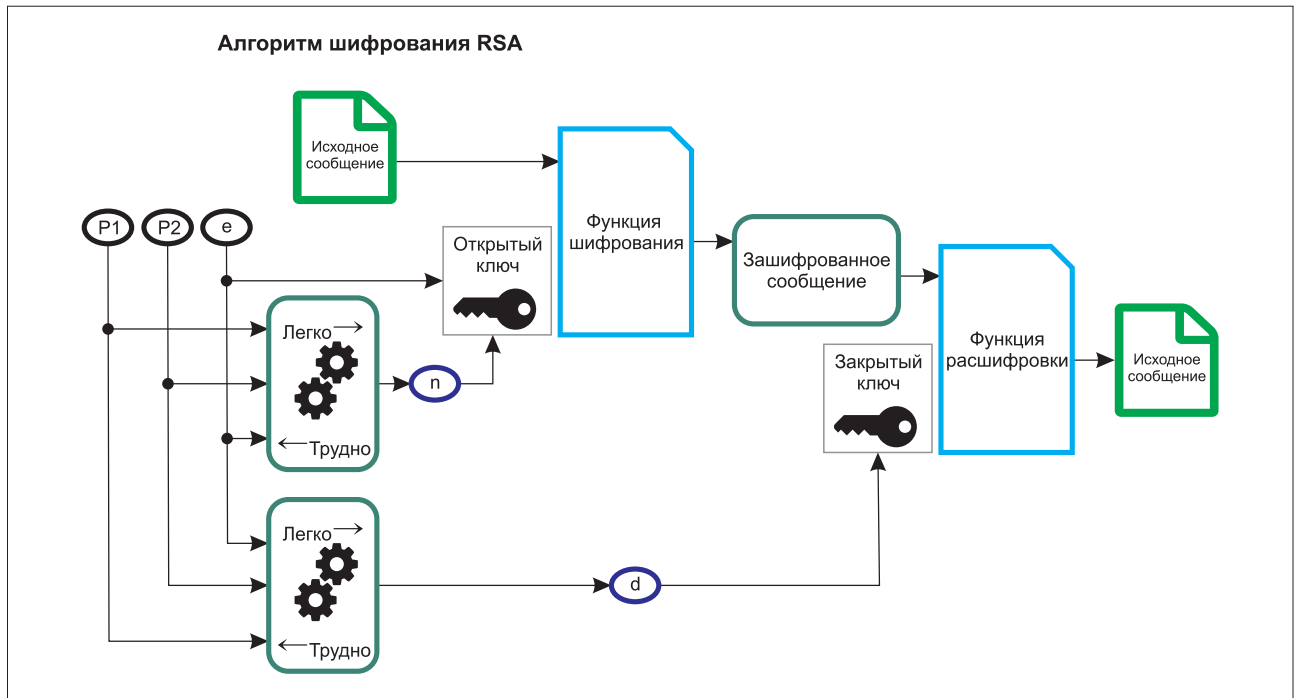 Алгоритм шифрования RSA
Исходное
сообщение
P1
P2
e
Открытый
ключ
Функция
шифрования
Зашифрованное
сообщение
Легко
Трудно
n
Закрытый
ключ
Функция
расшифровки
Исходное
сообщение
Легко
Трудно
d